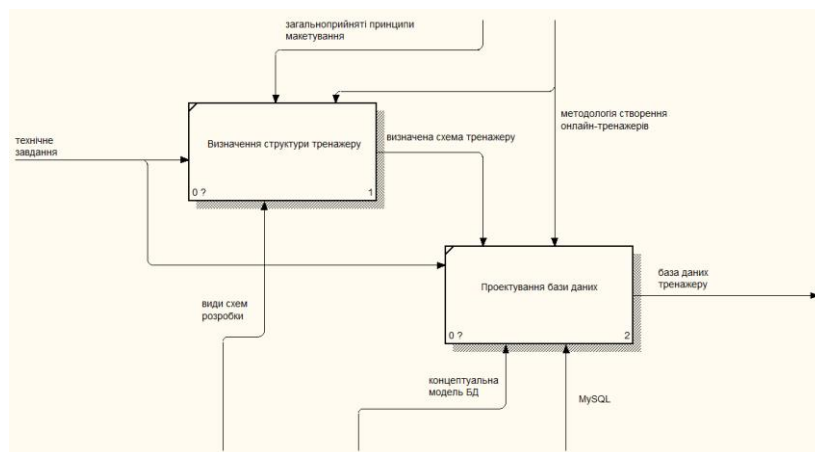 загальноприйняті принципи
макетування
методологія створення
онлайн-тренажерів
технічне
завдання
Визначення структури тренажеру
визначена схема тренажеру
0 ?
1
Проектування бази даних
база даних
тренажеру
види схем
розробки
0 ?
2
концептуальна
модель БД
MySQL